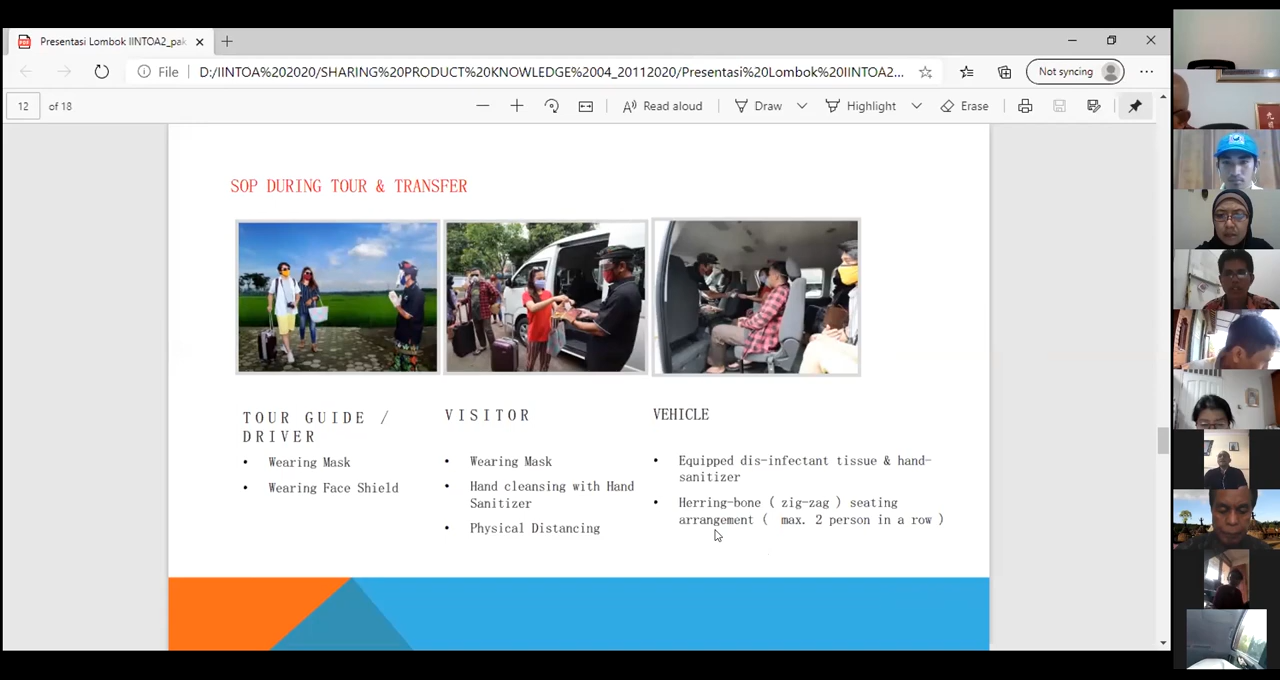 Presentasi Lombok IINTOA2_pak
File
D:/IINTOA%202020/SHARING%20PRODUCT%20KNOWLEDGE%2004_20112020/Presentasi%20Lombok%20IINTOA2...
Not syncing
12 of 18
Read aloud
Draw
Highlight
Erase
SOP DURING TOUR & TRANSFER
TOUR GUIDE /
DRIVER
• Wearing Mask
• Wearing Face Shield
VISITOR
• Wearing Mask
• Hand cleansing with Hand
Sanitizer
• Physical Distancing
VEHICLE
• Equipped dis-infectant tissue & hand-
sanitizer
• Herring-bone ( zig-zag ) seating
arrangement ( max. 2 person in a row )